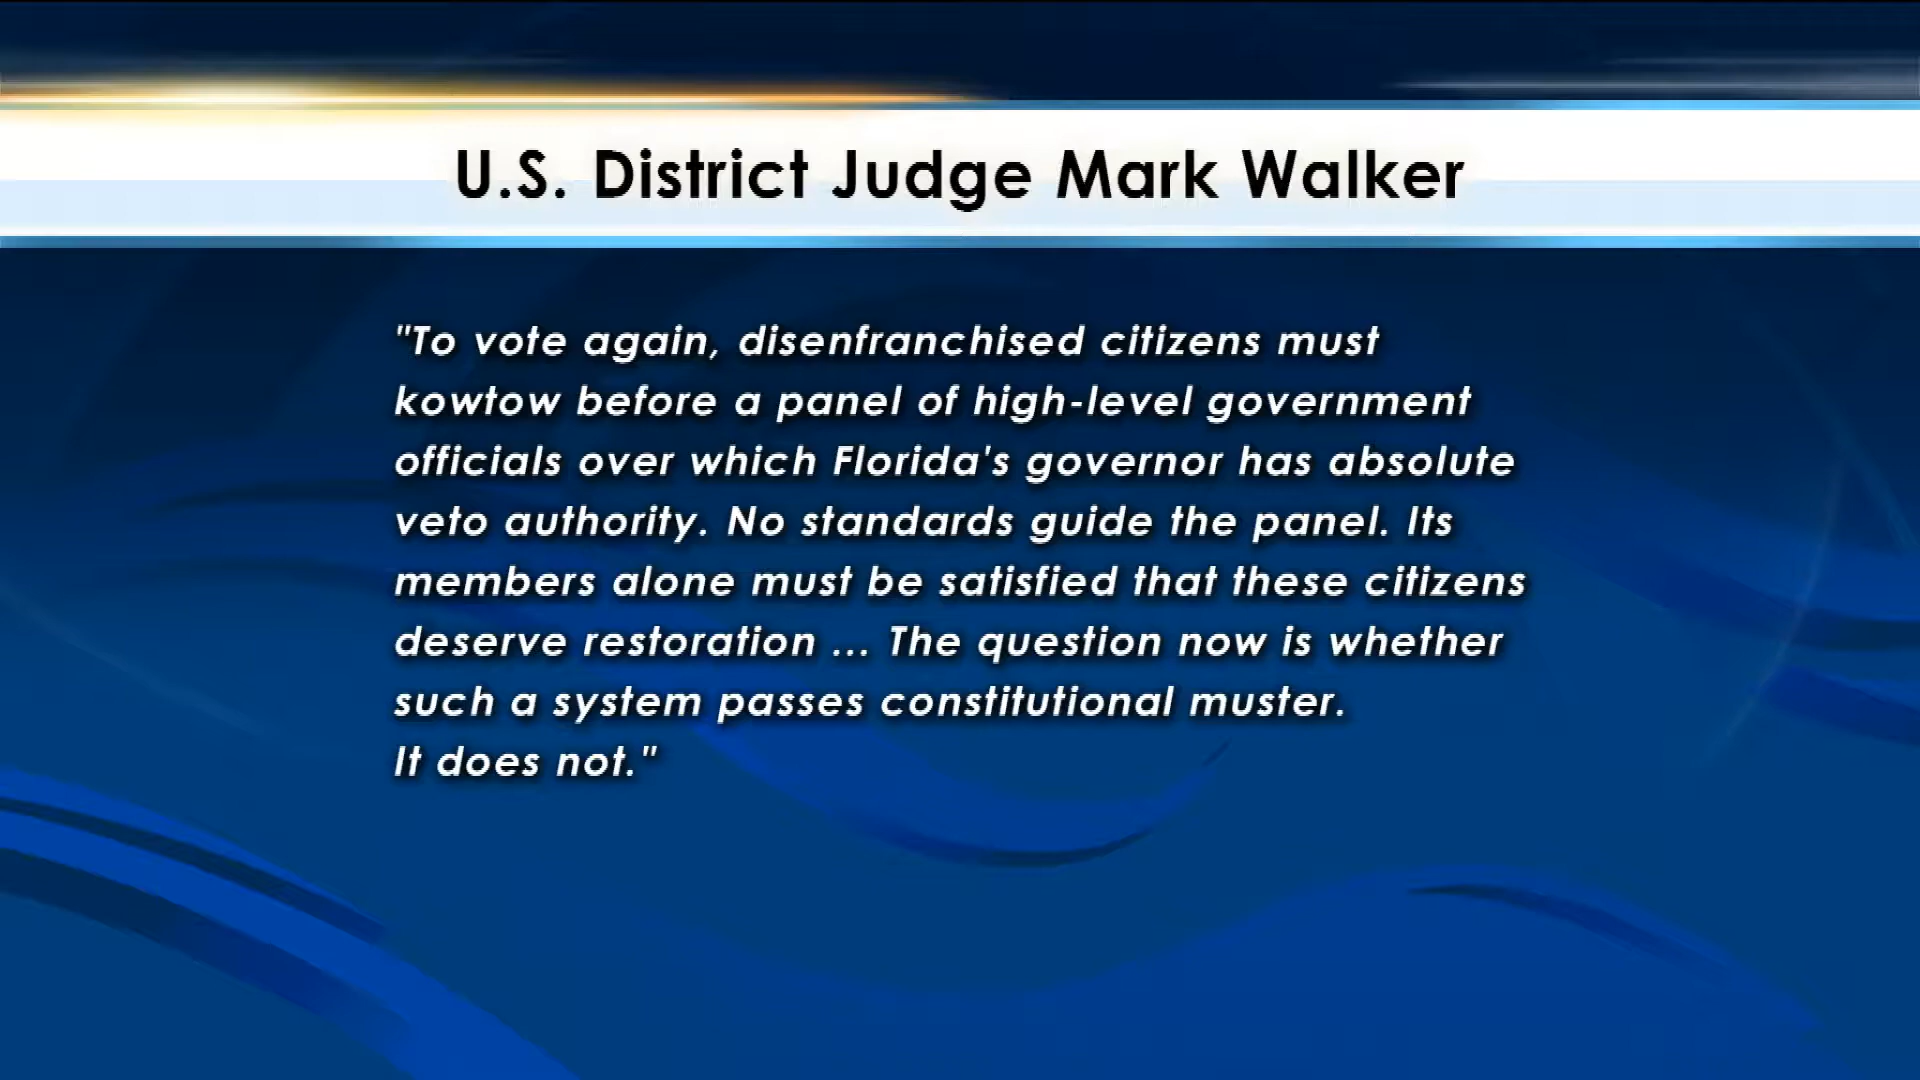 U.S. District Judge Mark Walker
"To vote again, disenfranchised citizens must
kowtow before a panel of high-level government
officials over which Florida's governor has absolute
veto authority. No standards guide the panel. Its
members alone must be satisfied that these citizens
deserve restoration ... The question now is whether
such a system passes constitutional muster.
It does not."